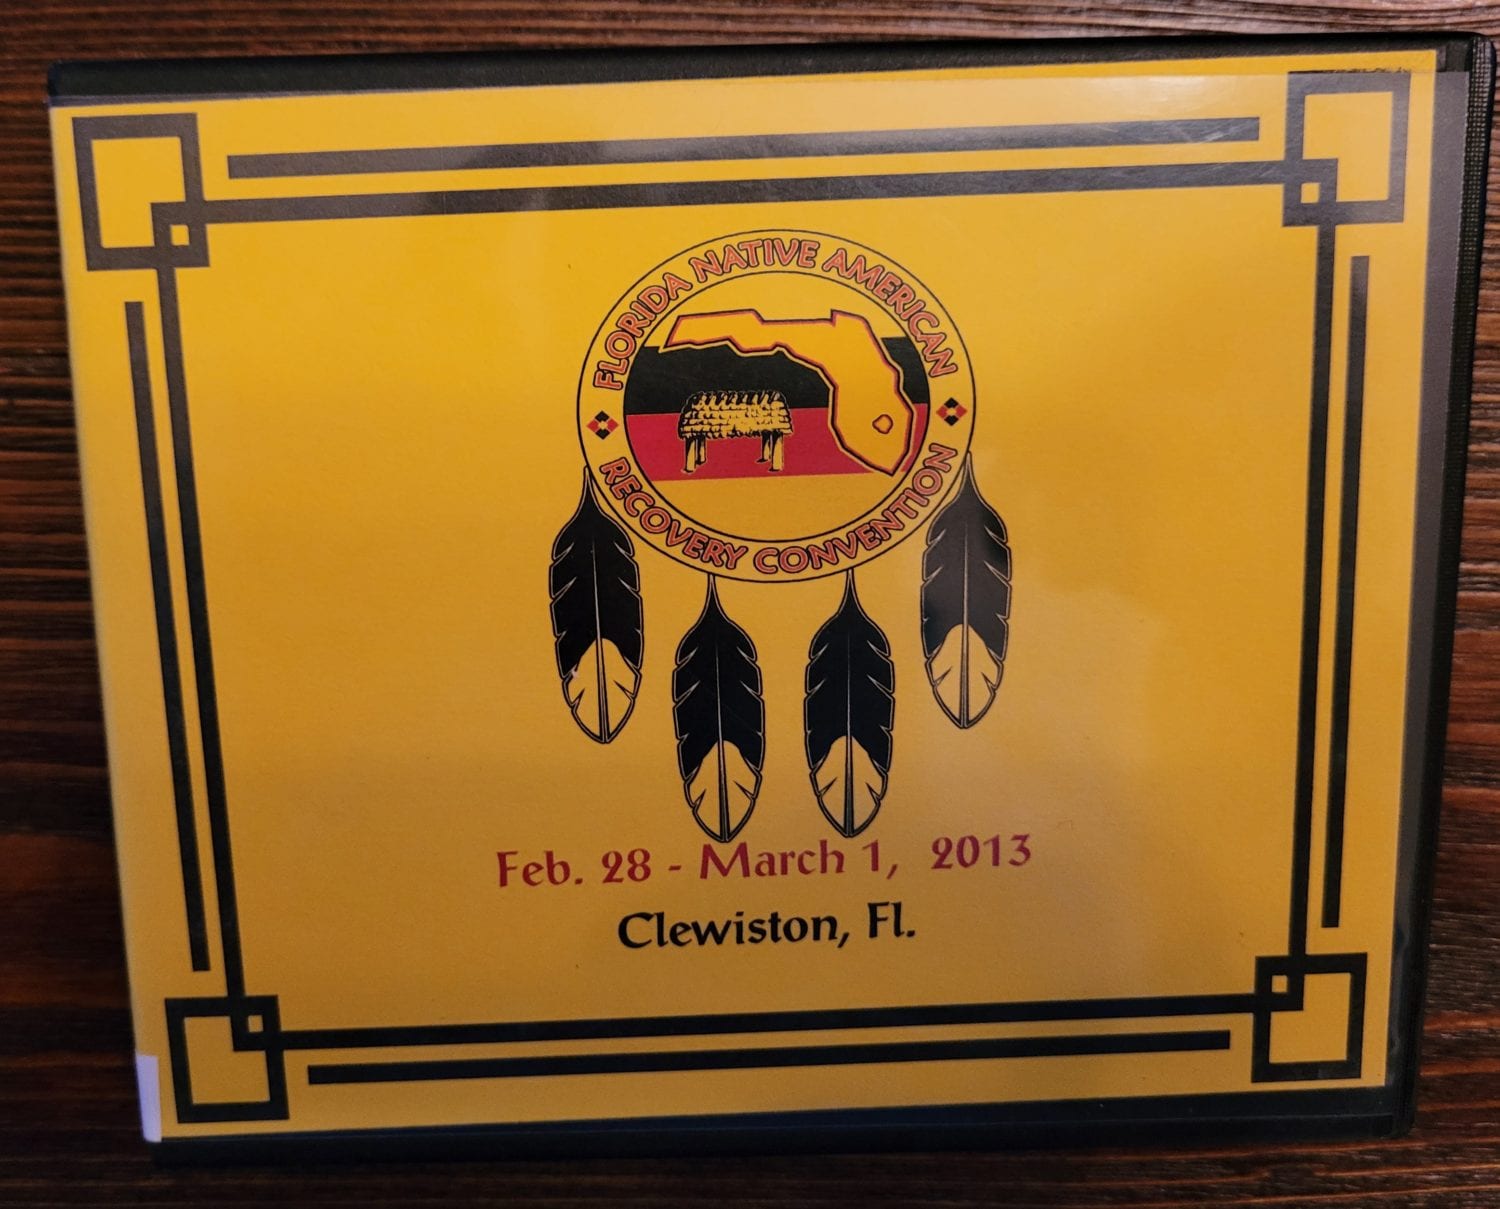 FLORIDA NATIVE AMERICAN
RECOVERY CONVENTION
Feb. 28 - March 1, 2013
Clewiston, Fl.